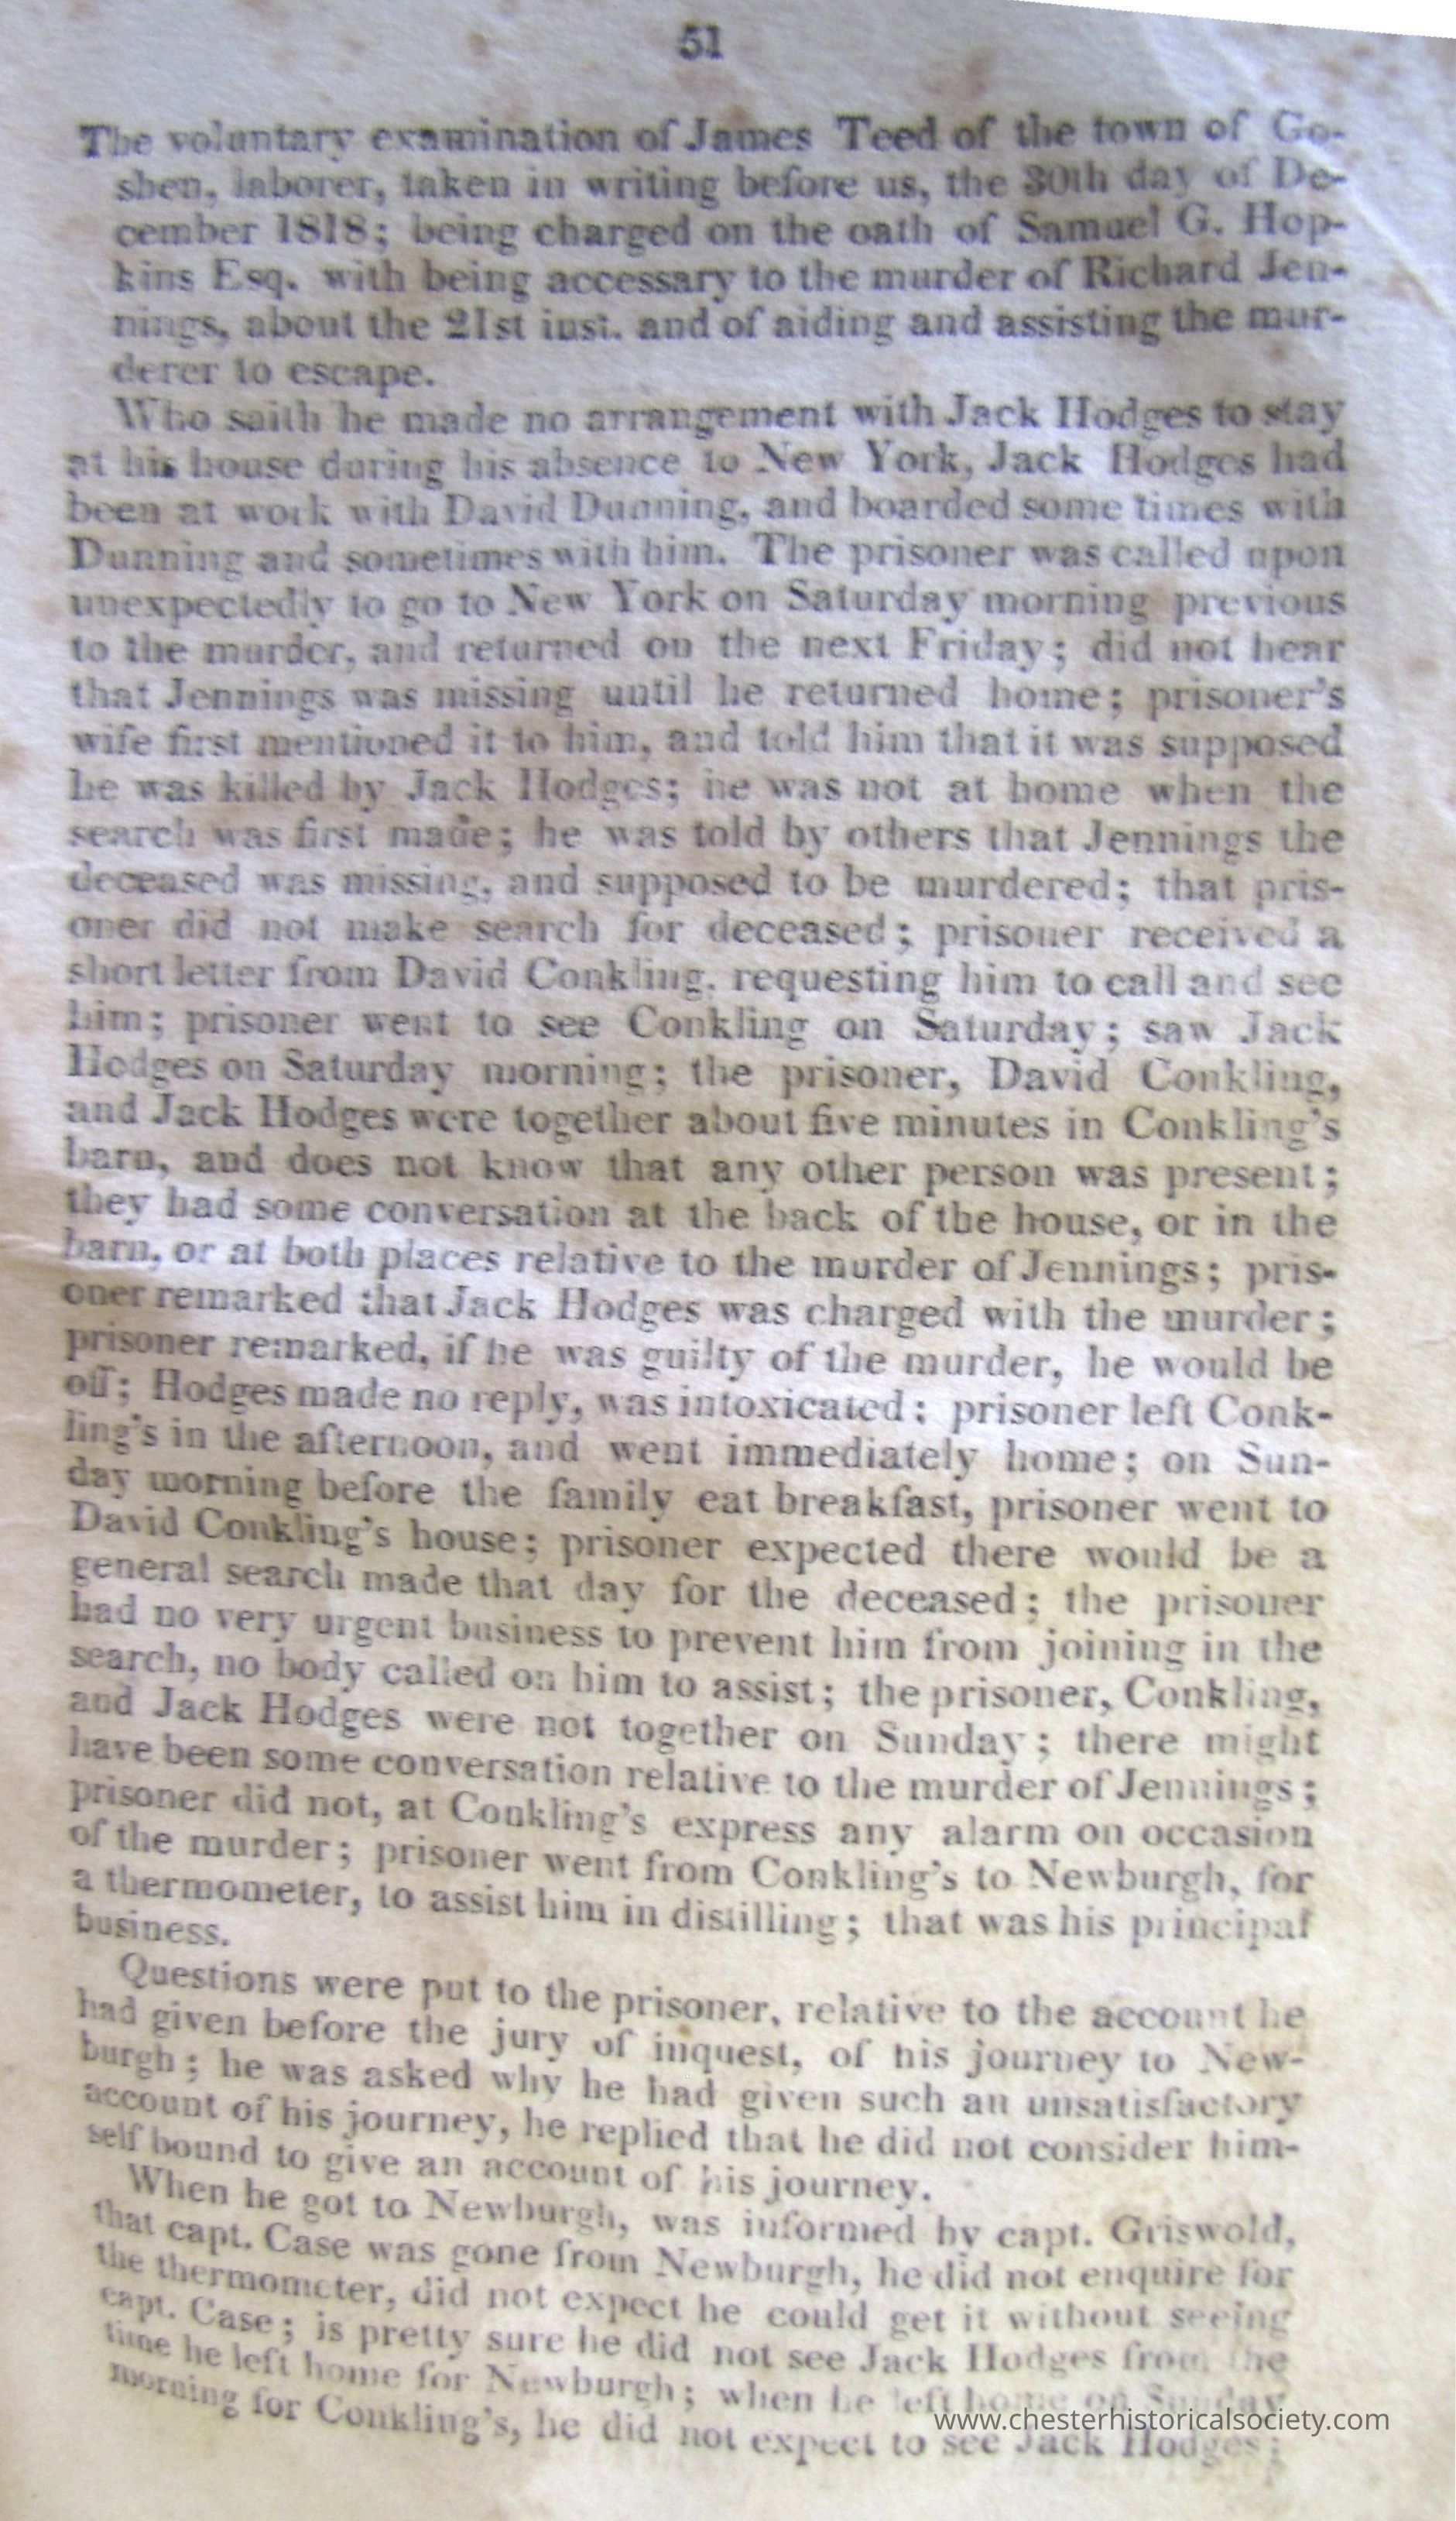 51
The voluntary examination of James Teed of the town of Go-
shen, laborer, taken in writing before us, the 30th day of De-
cember 1818; being charged on the oath of Samuel G. Hop-
kins Esq. with being accessary to the murder of Richard Jen-
nings, about the 21st inst. and of aiding and assisting the mur-
derer to escape.
Who saith he made no arrangement with Jack Hodges to stay
at his house during his absence to New York, Jack Hodges had
been at work with David Dunning, and boarded some times with
Dunning and sometimes with him. The prisoner was called upon
unexpectedly to go to New York on Saturday morning previous
to the murder, and returned on the next Friday; did not hear
that Jennings was missing until he returned home; prisoner's
wife first mentioned it to him, and told him that it was supposed
he was killed by Jack Hodges; he was not at home when the
search was first made; he was told by others that Jennings the
deceased was missing, and supposed to be murdered; that pris-
oner did not make search for deceased; prisoner received a
short letter from David Conkling, requesting him to call and see
him; prisoner went to see Conkling on Saturday; saw Jack
Hodges on Saturday morning; the prisoner, David Conkling,
and Jack Hodges were together about five minutes in Conkling's
barn, and does not know that any other person was present;
they had some conversation at the back of the house, or in the
barn, or at both places relative to the murder of Jennings; pris-
oner remarked that Jack Hodges was charged with the murder;
prisoner remarked, if he was guilty of the murder, he would be
off; Hodges made no reply, was intoxicated; prisoner left Conk-
ling's in the afternoon, and went immediately home; on Sun-
day morning before the family eat breakfast, prisoner went to
David Conkling's house; prisoner expected there would be a
general search made that day for the deceased; the prisoner
had no very urgent business to prevent him from joining in the
search, no body called on him to assist; the prisoner, Conkling,
and Jack Hodges were not together on Sunday; there might
have been some conversation relative to the murder of Jennings;
prisoner did not, at Conkling's express any alarm on occasion
of the murder; prisoner went from Conkling's to Newburgh, for
a thermometer, to assist him in distilling; that was his principal
business.
Questions were put to the prisoner, relative to the account he
had given before the jury of inquest, of his journey to New-
burgh; he was asked why he had given such an unsatisfactory
account of his journey, he replied that he did not consider him-
self bound to give an account of his journey.
When he got to Newburgh, was informed by capt. Griswold,
that capt. Case was gone from Newburgh, he did not enquire for
the thermometer, did not expect he could get it without seeing
capt. Case; is pretty sure he did not see Jack Hodges from the
time he left home for Newburgh; when he left home on Sunday
morning for Conkling's, he did not expect to see Jack Hodges;
www.chesterhistoricalsociety.com